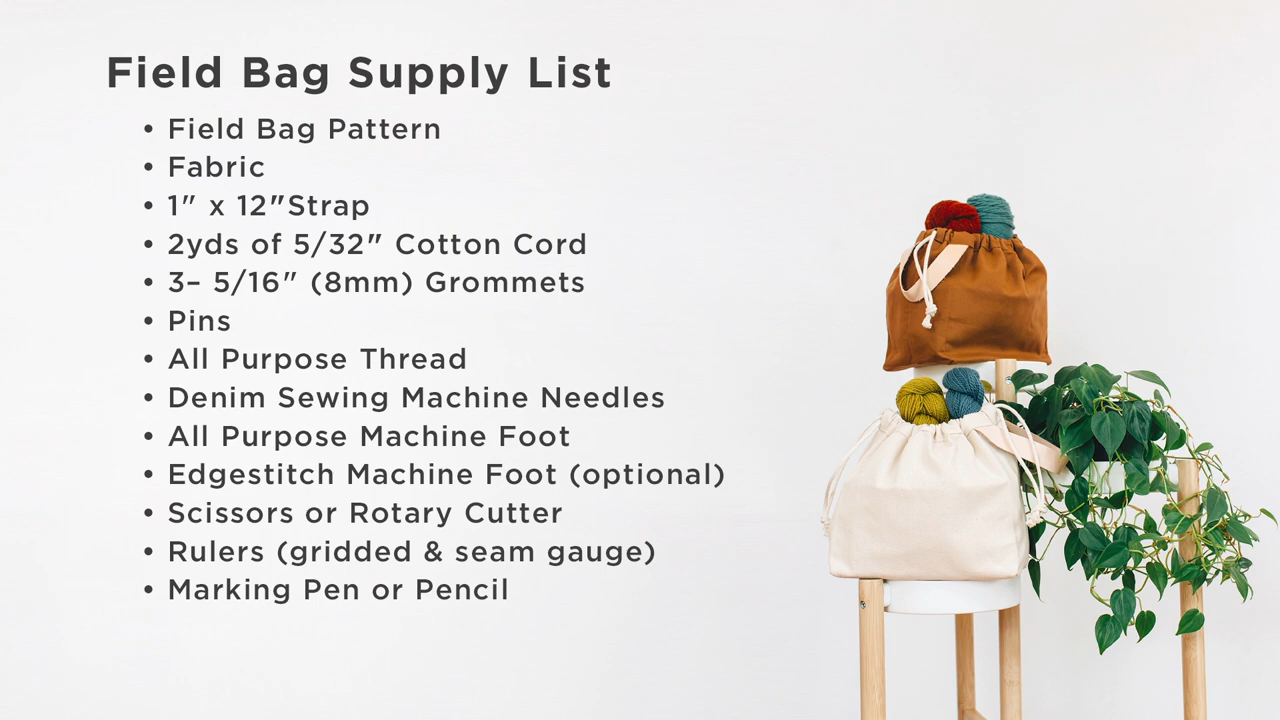 Field Bag Supply List
• Field Bag Pattern
• Fabric
• 1" x 12"Strap
• 2yds of 5/32" Cotton Cord
• 3– 5/16" (8mm) Grommets
• Pins
• All Purpose Thread
• Denim Sewing Machine Needles
• All Purpose Machine Foot
• Edgestitch Machine Foot (optional)
• Scissors or Rotary Cutter
• Rulers (gridded & seam gauge)
• Marking Pen or Pencil